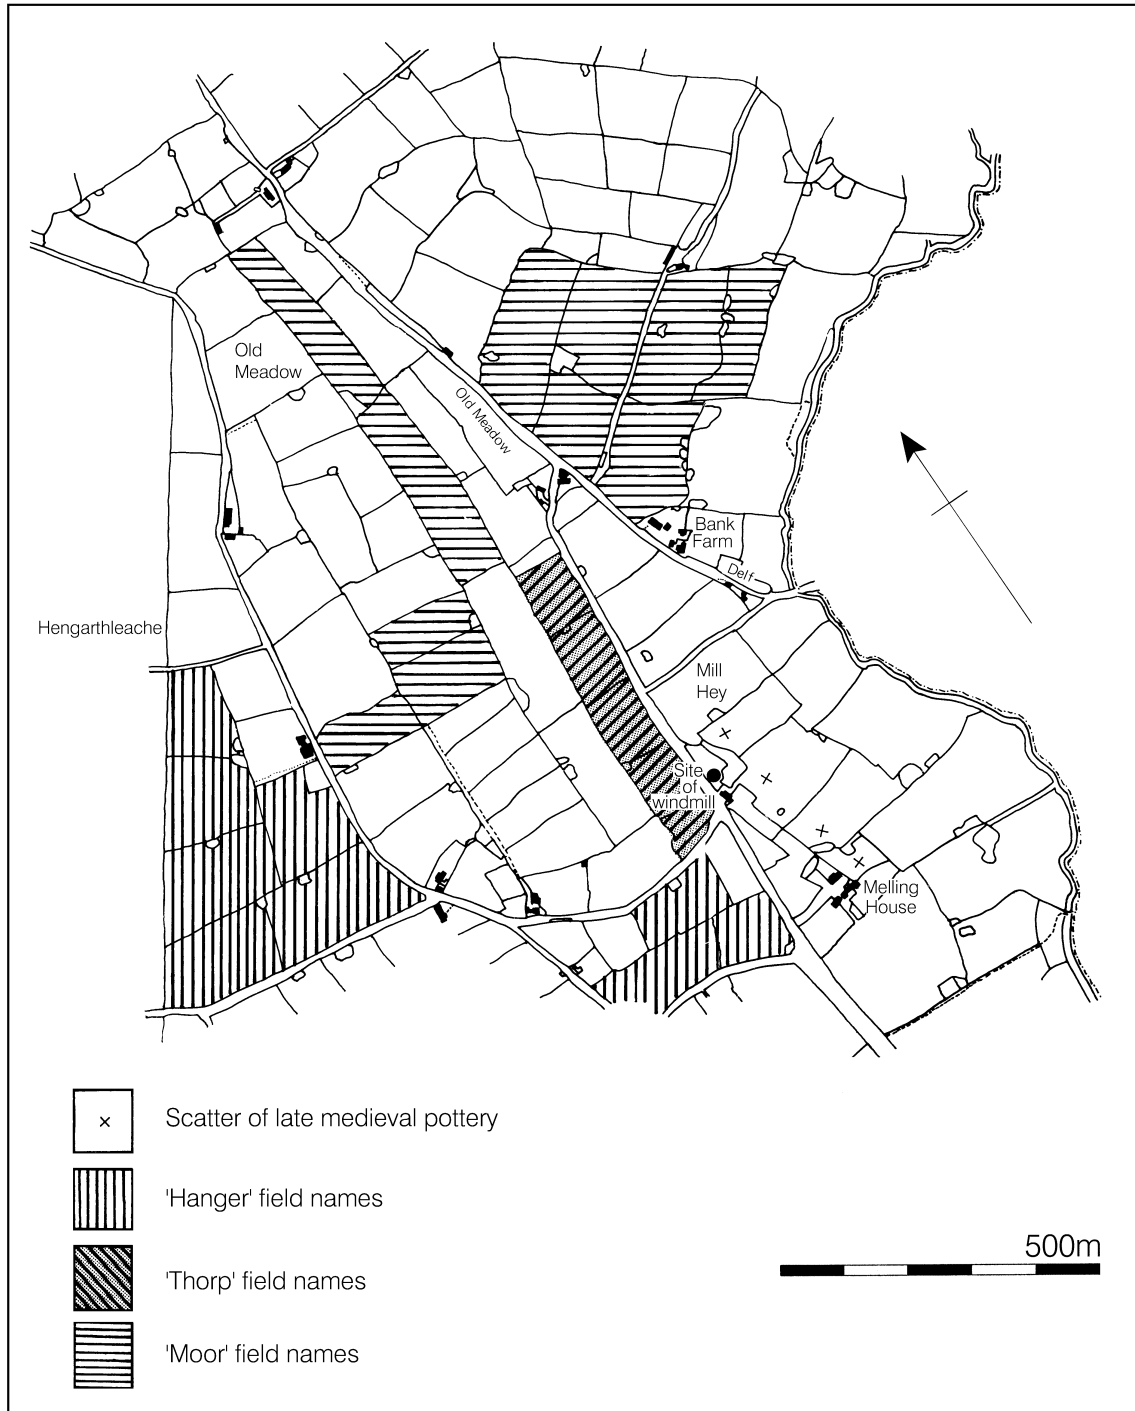 Old
Meadow
Old Meadow
Bank
Farm
Delf
Hengarthleache
Mill
Hey
Site
of
windmill
Melling
House
Scatter of late medieval pottery
'Hanger' field names
'Thorp' field names
'Moor' field names
500m